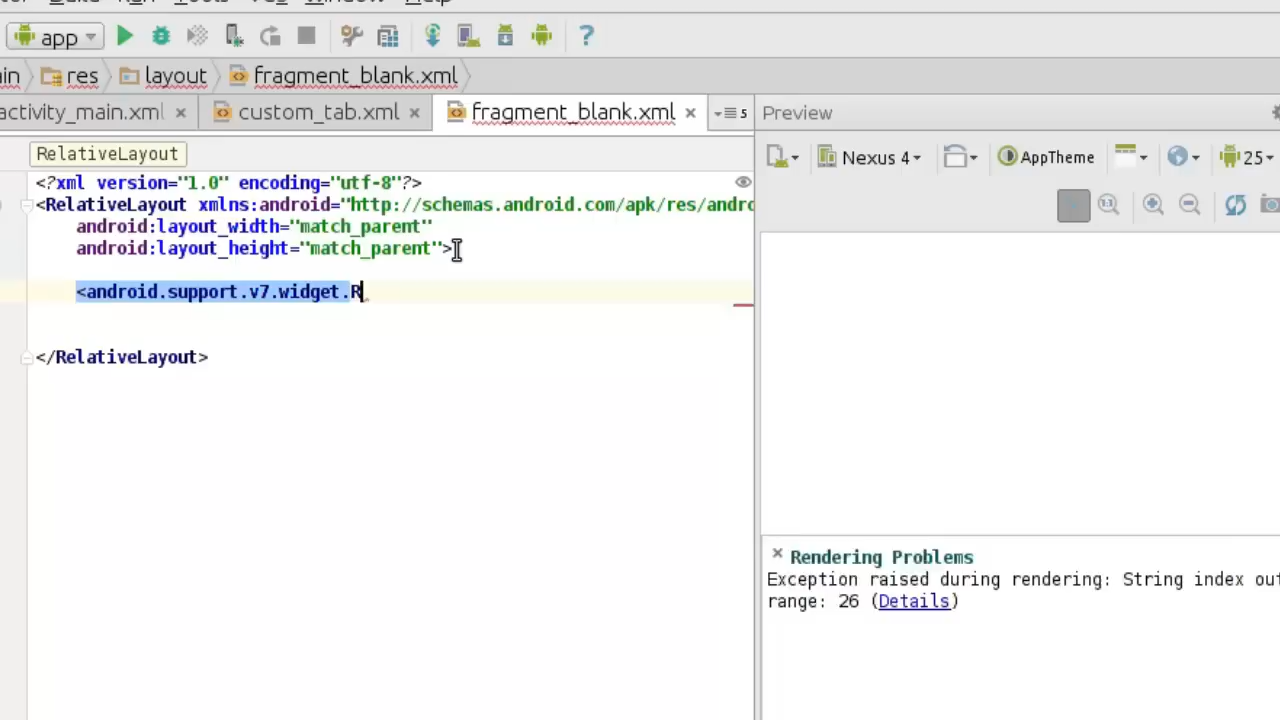 app
res
layout
fragment_blank.xml
activity_main.xml
custom_tab.xml
fragment_blank.xml
5
Preview
RelativeLayout
Nexus 4
AppTheme
25
<?xml version="1.0" encoding="utf-8"?>
<RelativeLayout xmlns:android="http://schemas.android.com/apk/res/andro
android:layout_width="match_parent"
android:layout_height="match_parent">
<android.support.v7.widget.R
</RelativeLayout>
Rendering Problems
Exception raised during rendering: String index out
range: 26 (Details)